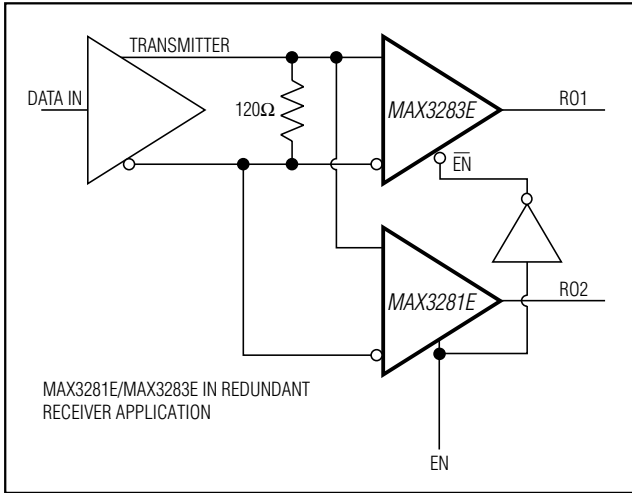 TRANSMITTER
DATA IN
120Ω
MAX3283E
RO1
EN
MAX3281E
RO2
MAX3281E/MAX3283E IN REDUNDANT
RECEIVER APPLICATION
EN